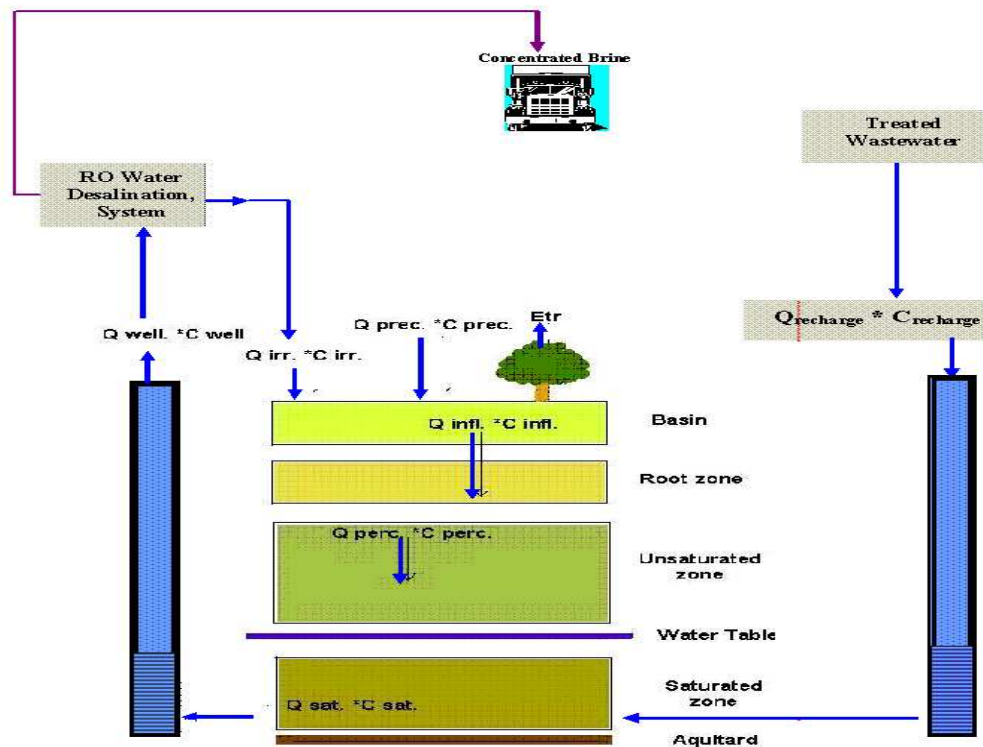 Concentrated Brine
Treated
Wastewater
RO Water
Desalination,
System
Qrecharge * Crecharge
Etr
Q prec. *C prec.
Q well. *C well
Q irr. *C irr.
Q infl. *C infl.
Basin
Root zone
Q perc. *C perc.
Unsaturated
zone
Water Table
Saturated
zone
Q sat. *C sat.
Aquitard